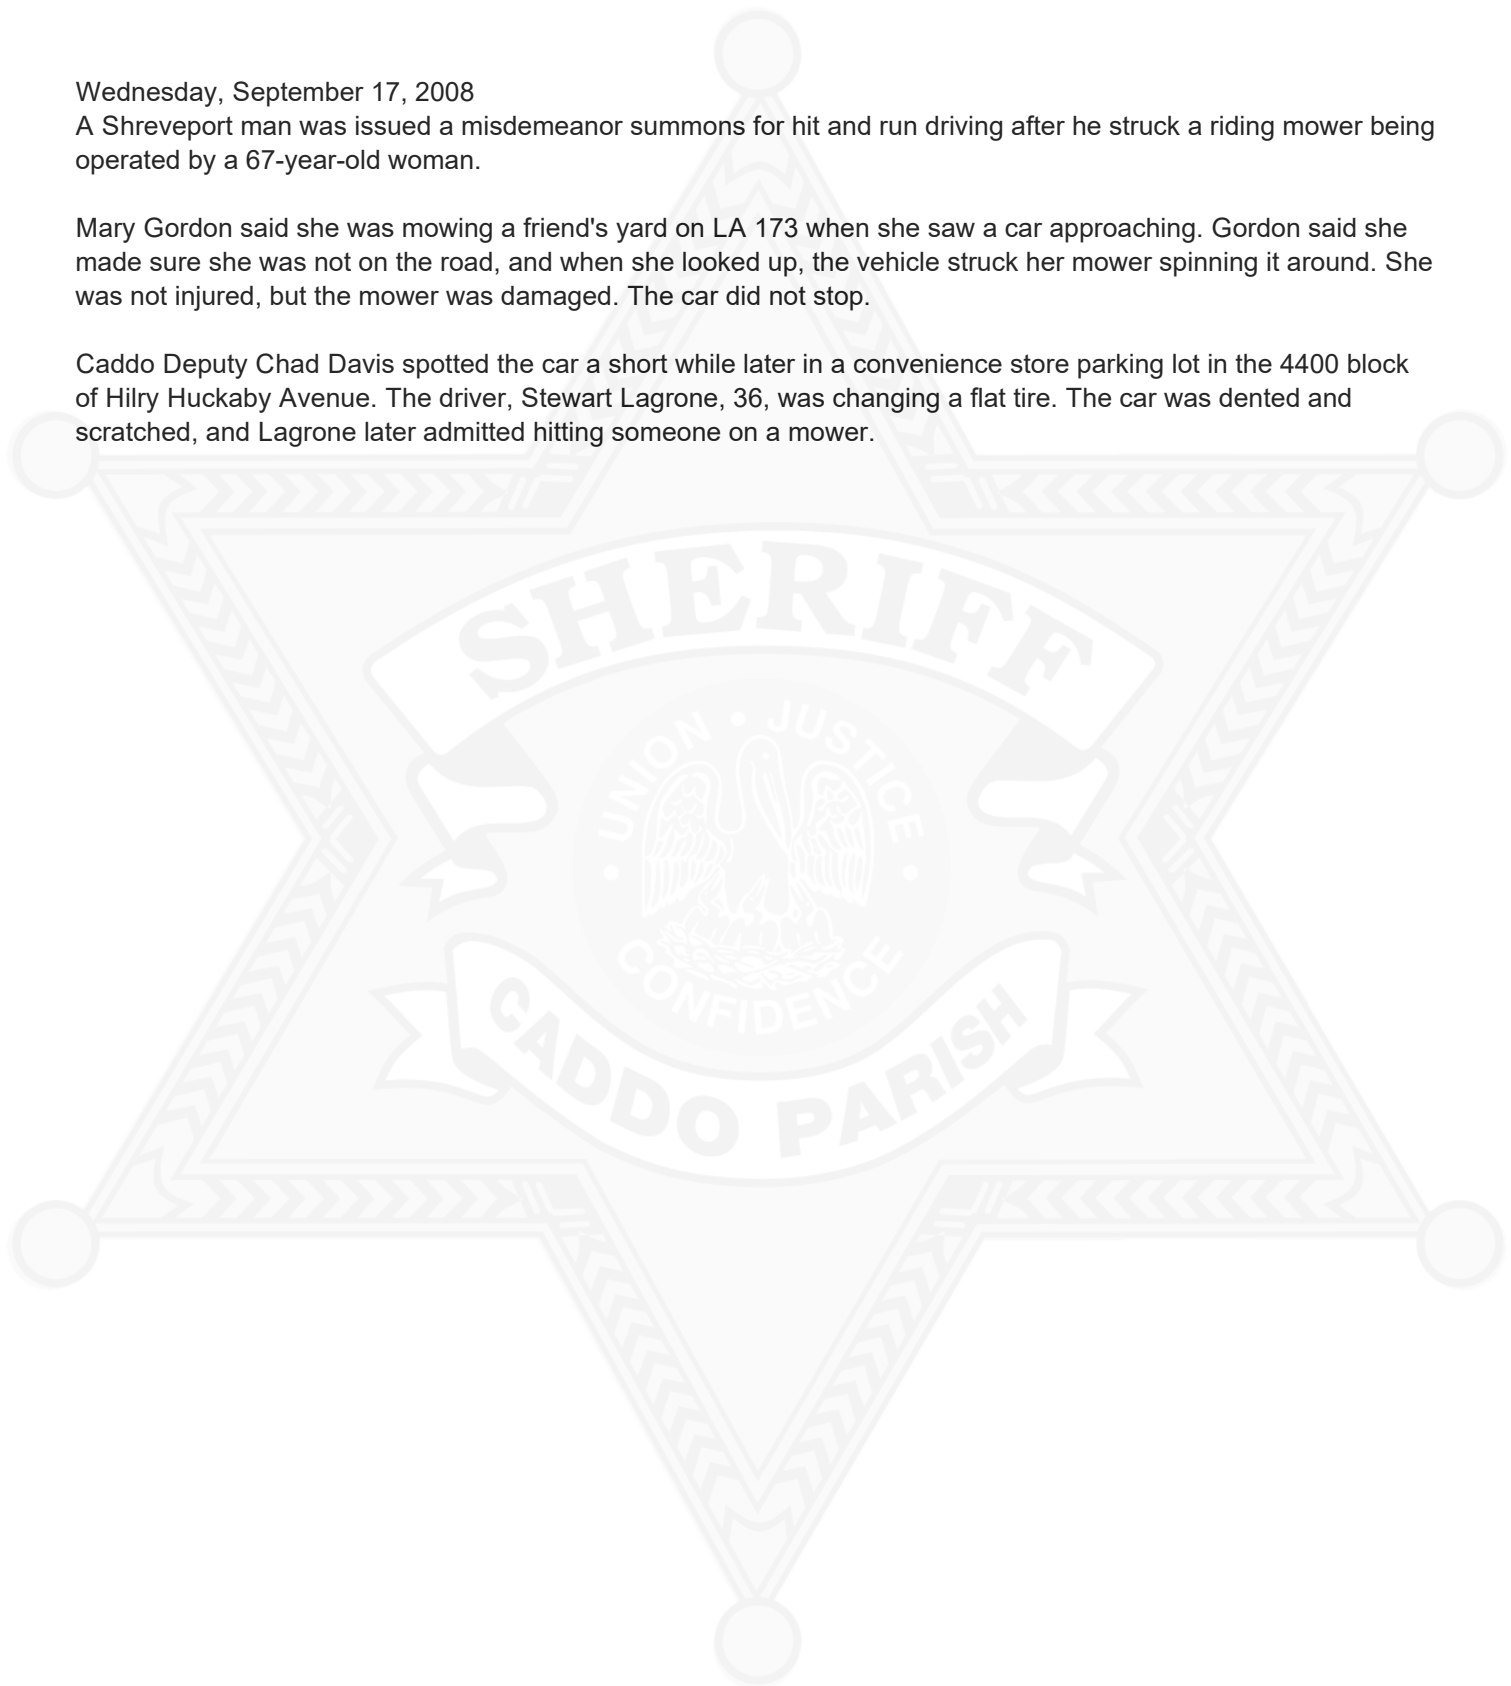 Wednesday, September 17, 2008
A Shreveport man was issued a misdemeanor summons for hit and run driving after he struck a riding mower being
operated by a 67-year-old woman.
Mary Gordon said she was mowing a friend's yard on LA 173 when she saw a car approaching. Gordon said she
made sure she was not on the road, and when she looked up, the vehicle struck her mower spinning it around. She
was not injured, but the mower was damaged. The car did not stop.
Caddo Deputy Chad Davis spotted the car a short while later in a convenience store parking lot in the 4400 block
of Hilry Huckaby Avenue. The driver, Stewart Lagrone, 36, was changing a flat tire. The car was dented and
scratched, and Lagrone later admitted hitting someone on a mower.
SHERIFF
UNION • JUSTICE
• CONFIDENCE •
CADDO PARISH